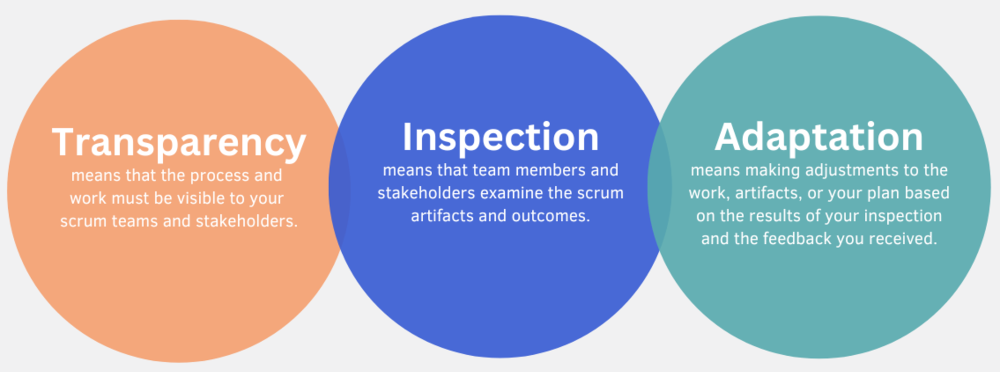 Transparency
means that the process and
work must be visible to your
scrum teams and stakeholders.
Inspection
means that team members and
stakeholders examine the scrum
artifacts and outcomes.
Adaptation
means making adjustments to the
work, artifacts, or your plan based
on the results of your inspection
and the feedback you received.